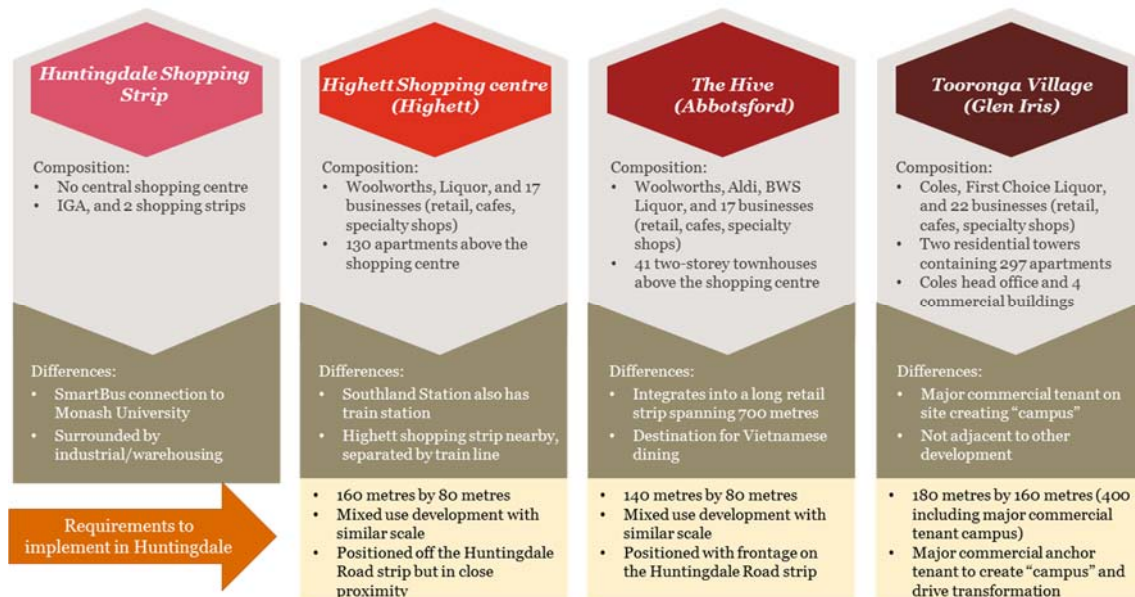 Huntingdale Shopping
Strip
Composition:
• No central shopping centre
• IGA, and 2 shopping strips
Differences:
• SmartBus connection to
Monash University
• Surrounded by
industrial/warehousing
Highett Shopping centre
(Highett)
Composition:
• Woolworths, Liquor, and 17
businesses (retail, cafes,
specialty shops)
• 130 apartments above the
shopping centre
Differences:
• Southland Station also has
train station
• Highett shopping strip nearby,
separated by train line
The Hive
(Abbotsford)
Composition:
• Woolworths, Aldi, BWS
Liquor, and 17 businesses
(retail, cafes, specialty
shops)
• 41 two-storey townhouses
above the shopping centre
Differences:
• Integrates into a long retail
strip spanning 700 metres
• Destination for Vietnamese
dining
Tooronga Village
(Glen Iris)
Composition:
• Coles, First Choice Liquor,
and 22 businesses (retail,
cafes, specialty shops)
• Two residential towers
containing 297 apartments
• Coles head office and 4
commercial buildings
Differences:
• Major commercial tenant on
site creating “campus”
• Not adjacent to other
development
Requirements to
implement in Huntingdale
• 160 metres by 80 metres
• Mixed use development with
similar scale
• Positioned off the Huntingdale
Road strip but in close
proximity
• 140 metres by 80 metres
• Mixed use development with
similar scale
• Positioned with frontage on
the Huntingdale Road strip
• 180 metres by 160 metres (400
including major commercial
tenant campus)
• Major commercial anchor
tenant to create “campus” and
drive transformation